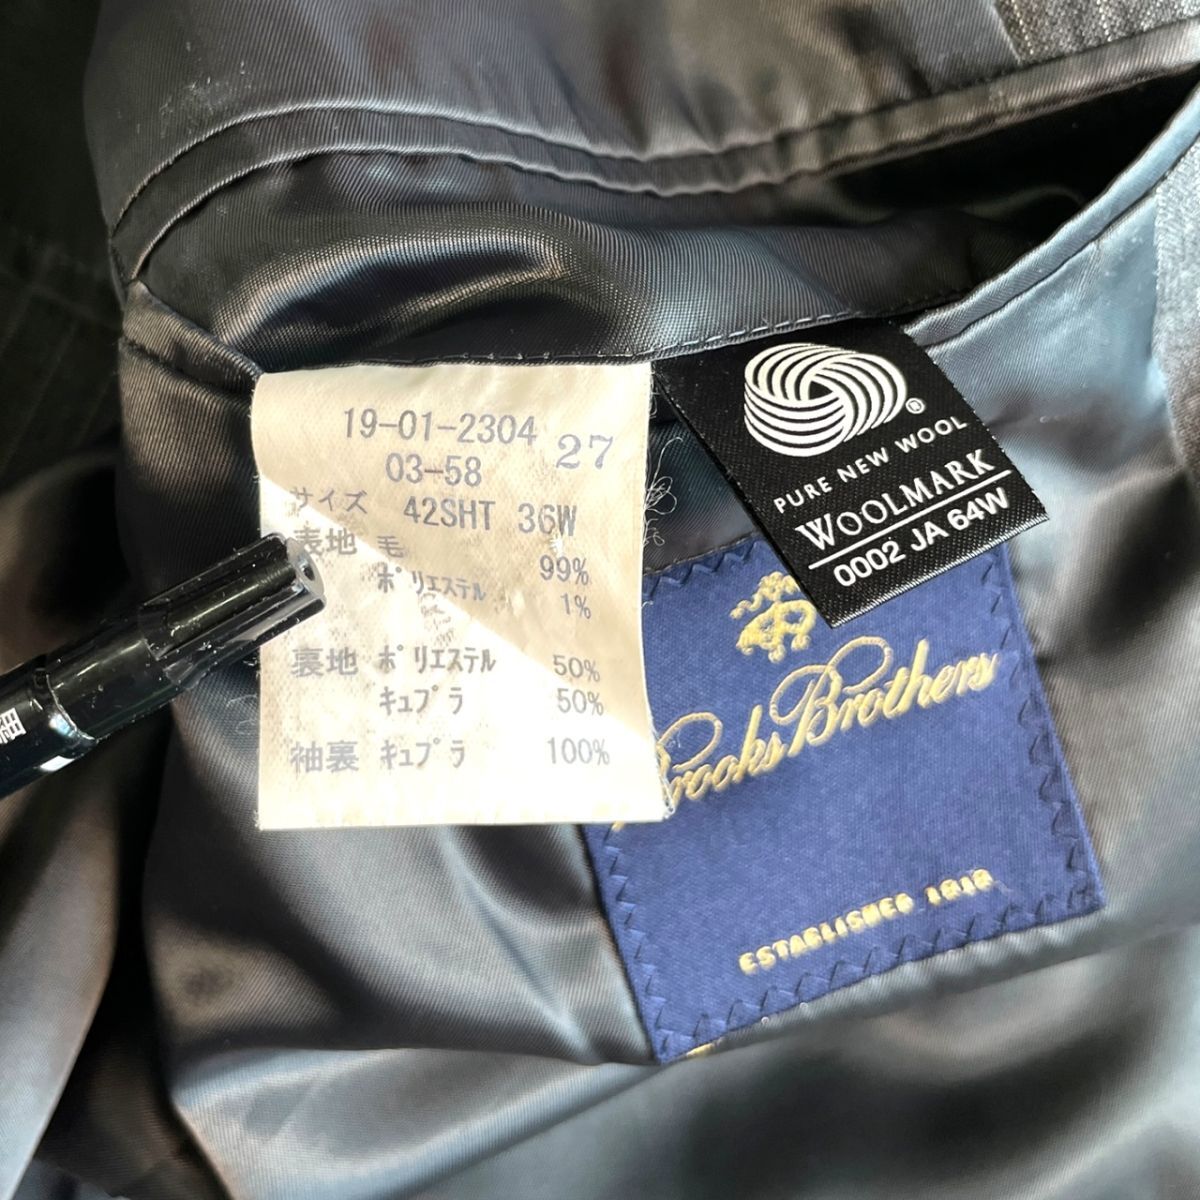 19-01-2304 27
03-58
サイズ 42SHT 36W
表地 毛 99%
ポリエステル 1%
裏地 ポリエステル 50%
キュプラ 50%
袖裏 キュプラ 100%
®
PURE NEW WOOL
WOOLMARK
0002 JA 64W
Brooks Brothers
ESTABLISHED 1818